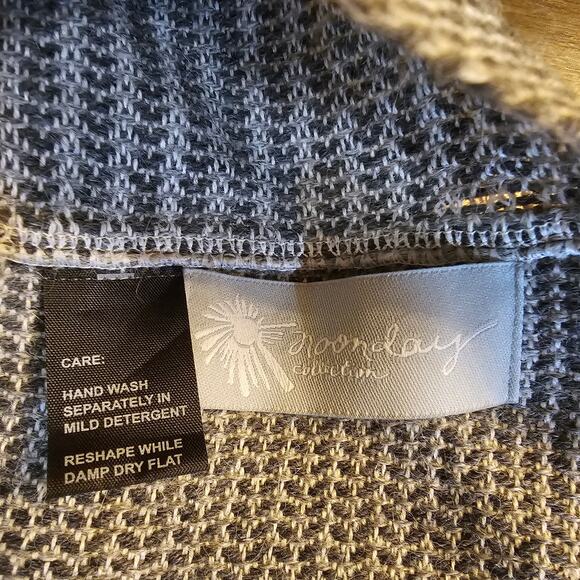 CARE:
HAND WASH
SEPARATELY IN
MILD DETERGENT
RESHAPE WHILE
DAMP DRY FLAT
noonday
collection